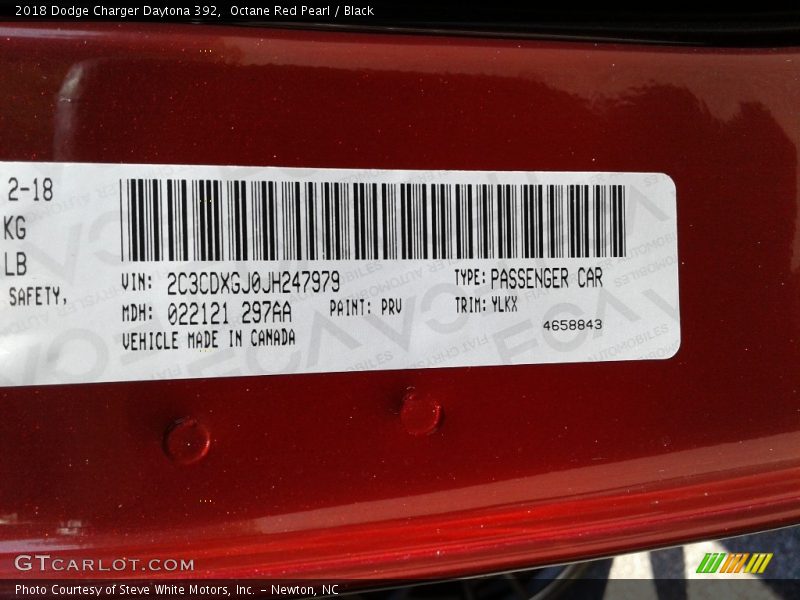 2018 Dodge Charger Daytona 392,  Octane Red Pearl / Black
2-18
KG
LB
SAFETY,
VIN: 2C3CDXGJ0JH247979
TYPE: PASSENGER CAR
MDH: 022121 297AA
PAINT: PRV
TRIM: YLKX
VEHICLE MADE IN CANADA
4658843
GTCARLOT.COM
Photo Courtesy of Steve White Motors, Inc. – Newton, NC